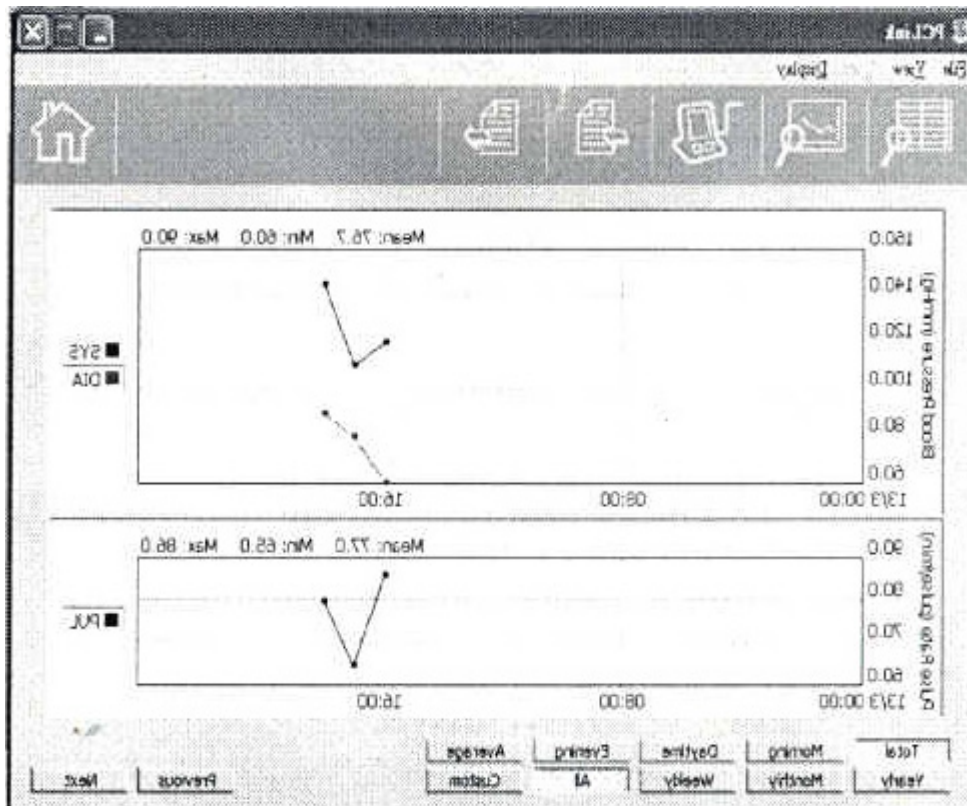 PCLink
File View Display
Mean: 76.7 Min: 60.0 Max: 90.0
160.0
140.0
120.0
100.0
80.0
60.0
Blood Pressure (mmHg)
13/3 00:00:00 08:00 16:00
SYS
DIA
Mean: 77.0 Min: 65.0 Max: 86.0
90.0
80.0
70.0
60.0
Pulse Rate (pulses/min)
13/3 00:00:00 08:00 16:00
PUL
Total Morning Daytime Evening Average
Yearly Monthly Weekly All Custom Previous Next